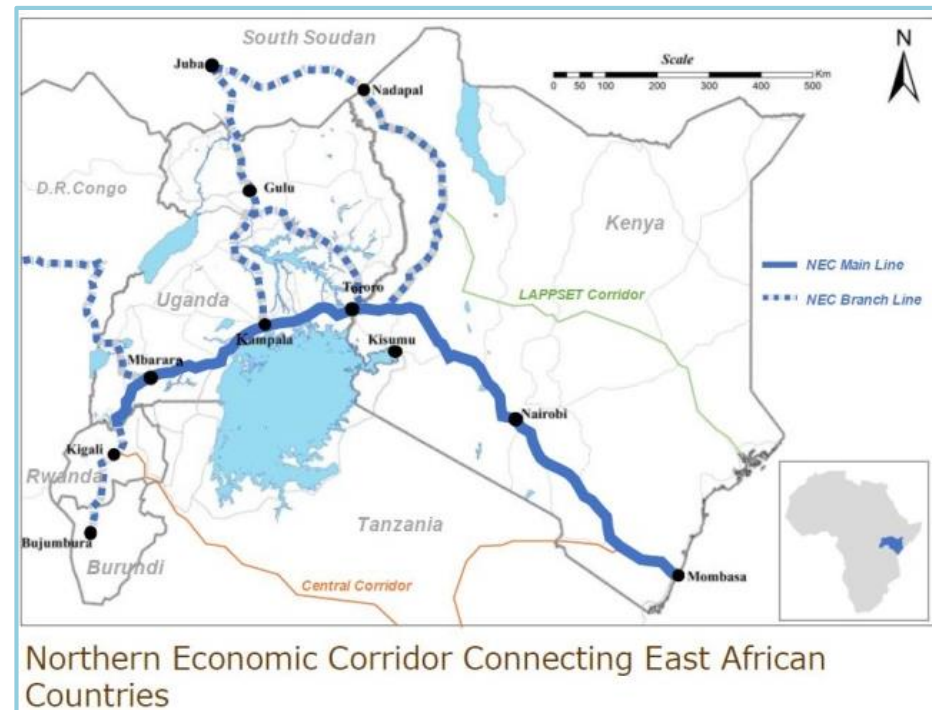 South Soudan
Juba
Nadapal
Scale
Km
0 50 100 200 300 400 500
N
D.R.Congo
Gulu
Kenya
NEC Main Line
NEC Branch Line
LAPPSET Corridor
Uganda
Tororo
Kampala
Kisumu
Mbarara
Nairobi
Kigali
Rwanda
Tanzania
Bujumbura
Burundi
Central Corridor
Mombasa
Northern Economic Corridor Connecting East African
Countries